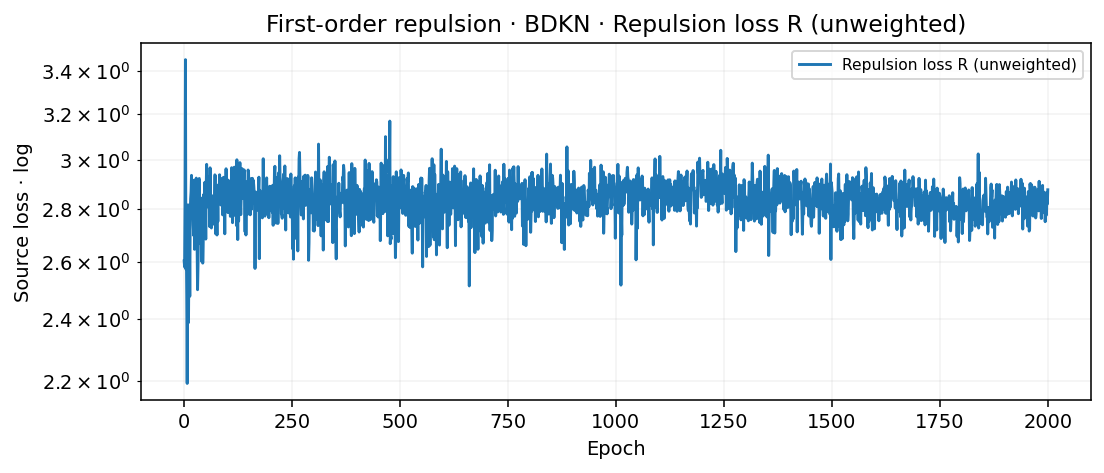 First-order repulsion · BDKN · Repulsion loss R (unweighted)
Repulsion loss R (unweighted)
Source loss · log
3.4 × 10⁰
3.2 × 10⁰
3 × 10⁰
2.8 × 10⁰
2.6 × 10⁰
2.4 × 10⁰
2.2 × 10⁰
0 250 500 750 1000 1250 1500 1750 2000
Epoch